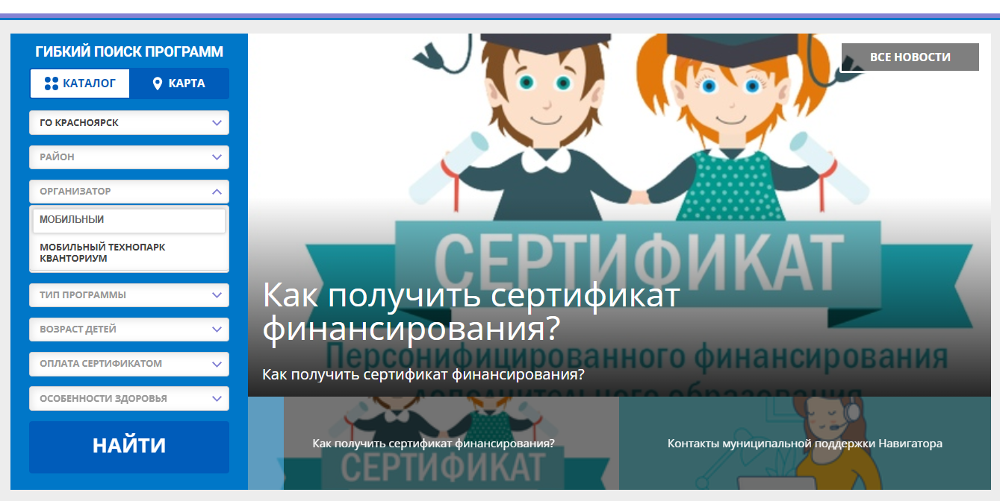 ГИБКИЙ ПОИСК ПРОГРАММ
КАТАЛОГ
КАРТА
ГО КРАСНОЯРСК
РАЙОН
ОРГАНИЗАТОР
МОБИЛЬНЫЙ
МОБИЛЬНЫЙ ТЕХНОПАРК
КВАНТОРИУМ
ТИП ПРОГРАММЫ
ВОЗРАСТ ДЕТЕЙ
ОПЛАТА СЕРТИФИКАТОМ
ОСОБЕННОСТИ ЗДОРОВЬЯ
НАЙТИ
ВСЕ НОВОСТИ
СЕРТИФИКАТ
Как получить сертификат
финансирования?
Персонифицированного финансирования
Как получить сертификат финансирования?
дополнительного образования
Как получить сертификат финансирования?
СЕРТИФИКАТ
Контакты муниципальной поддержки Навигатора